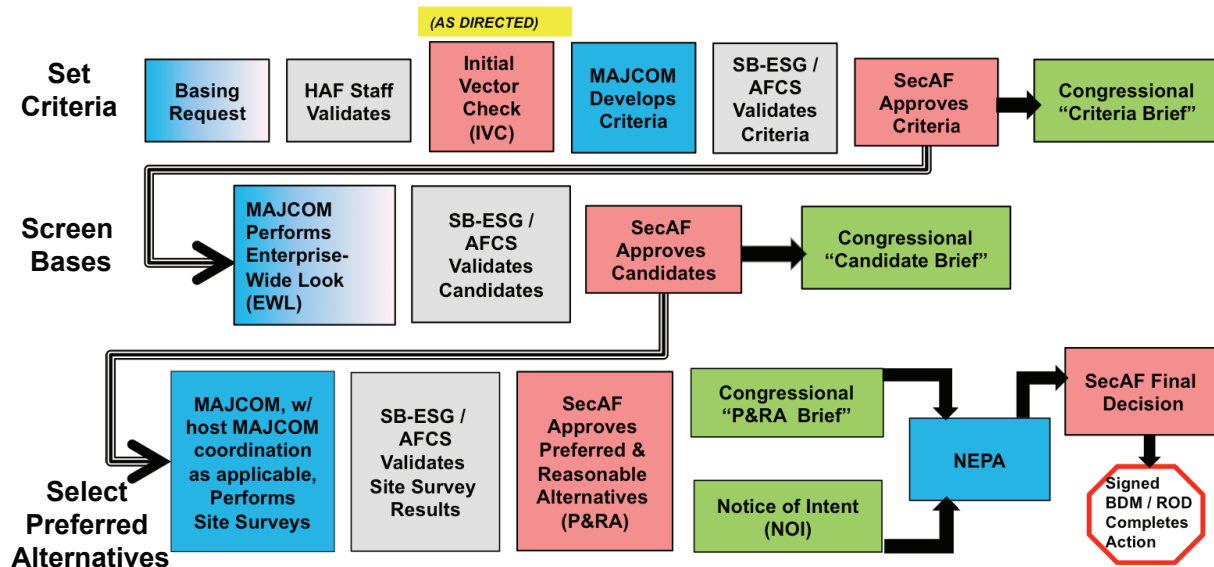 (AS DIRECTED)
Set
Criteria
Basing
Request
HAF Staff
Validates
Initial
Vector
Check
(IVC)
MAJCOM
Develops
Criteria
SB-ESG /
AFCS
Validates
Criteria
SecAF
Approves
Criteria
Congressional
“Criteria Brief”
Screen
Bases
MAJCOM
Performs
Enterprise-
Wide Look
(EWL)
SB-ESG /
AFCS
Validates
Candidates
SecAF
Approves
Candidates
Congressional
“Candidate Brief”
Select
Preferred
Alternatives
MAJCOM, w/
host MAJCOM
coordination
as applicable,
Performs
Site Surveys
SB-ESG /
AFCS
Validates
Site Survey
Results
SecAF
Approves
Preferred &
Reasonable
Alternatives
(P&RA)
Congressional
“P&RA Brief”
Notice of Intent
(NOI)
NEPA
SecAF Final
Decision
Signed
BDM / ROD
Completes
Action